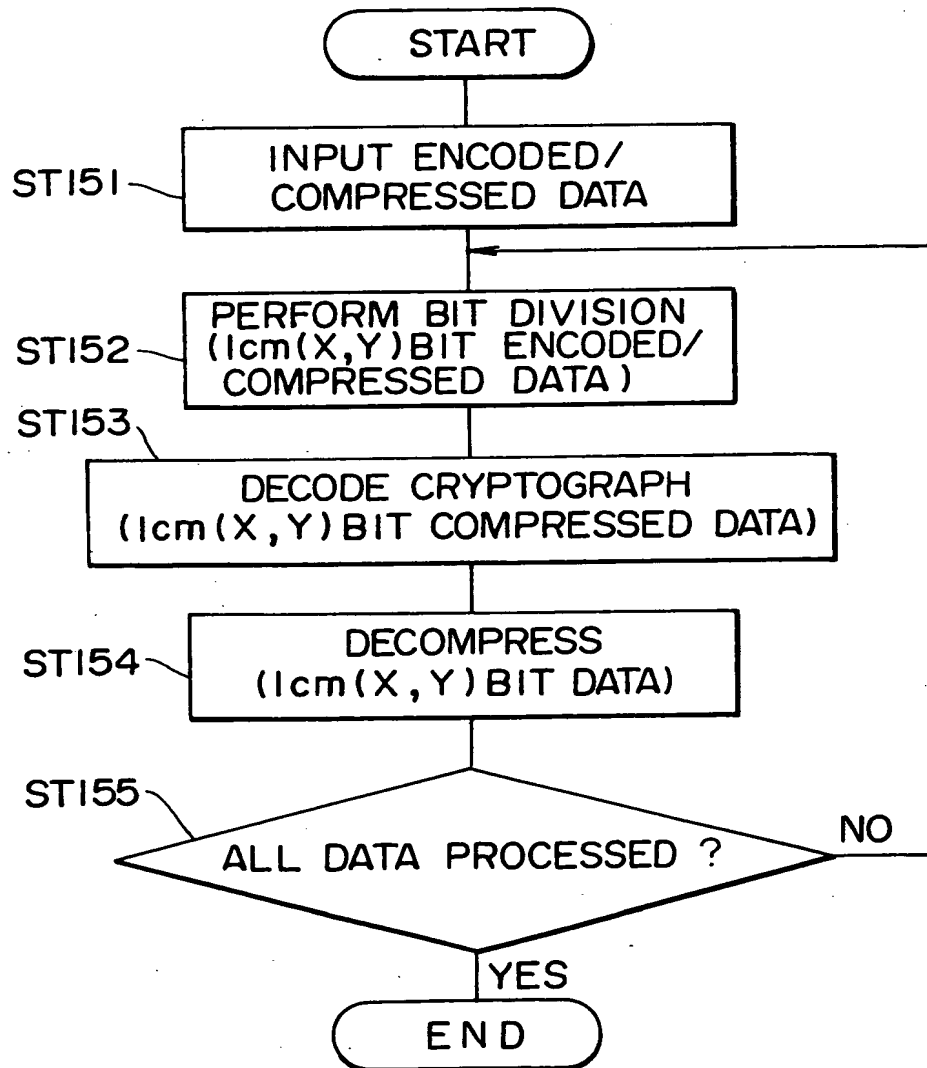 START
ST151
INPUT ENCODED/
COMPRESSED DATA
ST152
PERFORM BIT DIVISION
(lcm(X,Y)BIT ENCODED/
COMPRESSED DATA)
ST153
DECODE CRYPTOGRAPH
(lcm(X,Y)BIT COMPRESSED DATA)
ST154
DECOMPRESS
(lcm(X,Y)BIT DATA)
ST155
ALL DATA PROCESSED ?
NO
YES
END